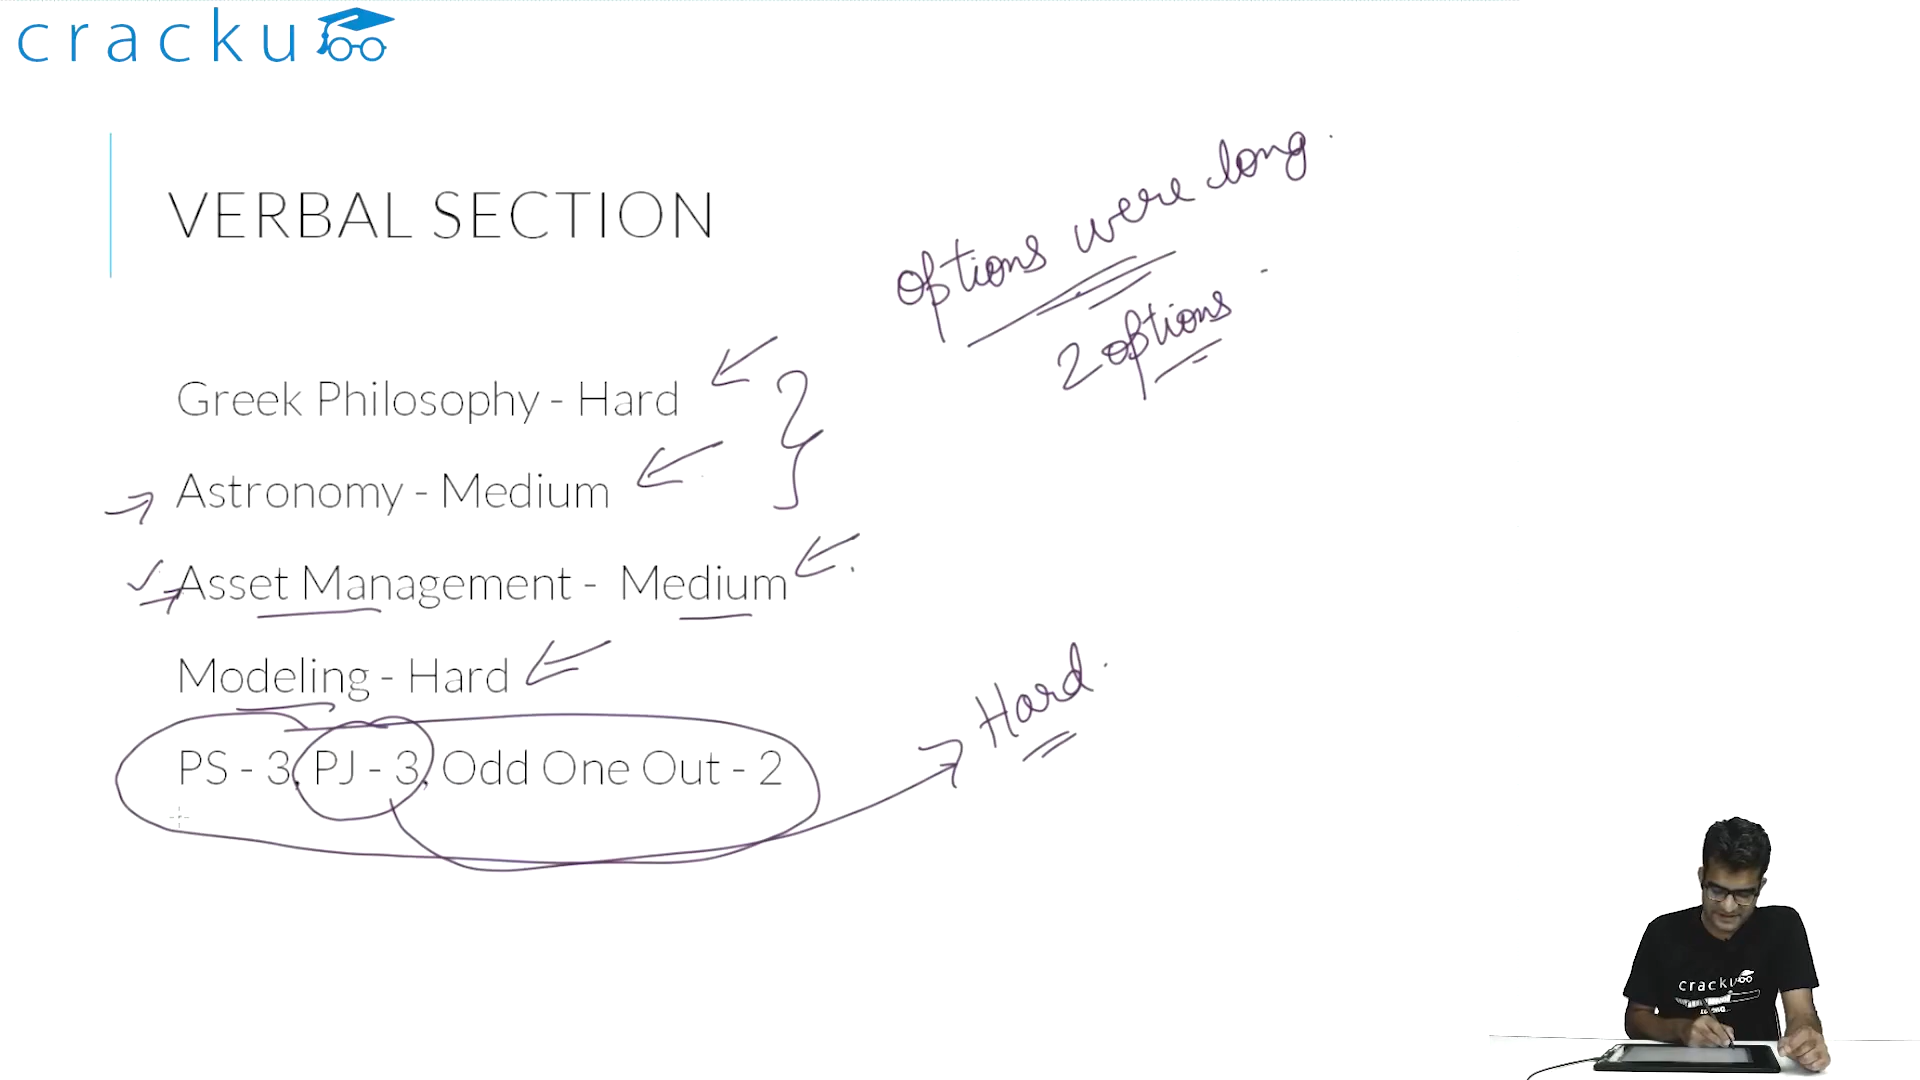 cracku
VERBAL SECTION
options were long.
2 options
Greek Philosophy - Hard
Astronomy - Medium
Asset Management - Medium
Modeling - Hard
Hard.
PS - 3, PJ - 3, Odd One Out - 2
cracku